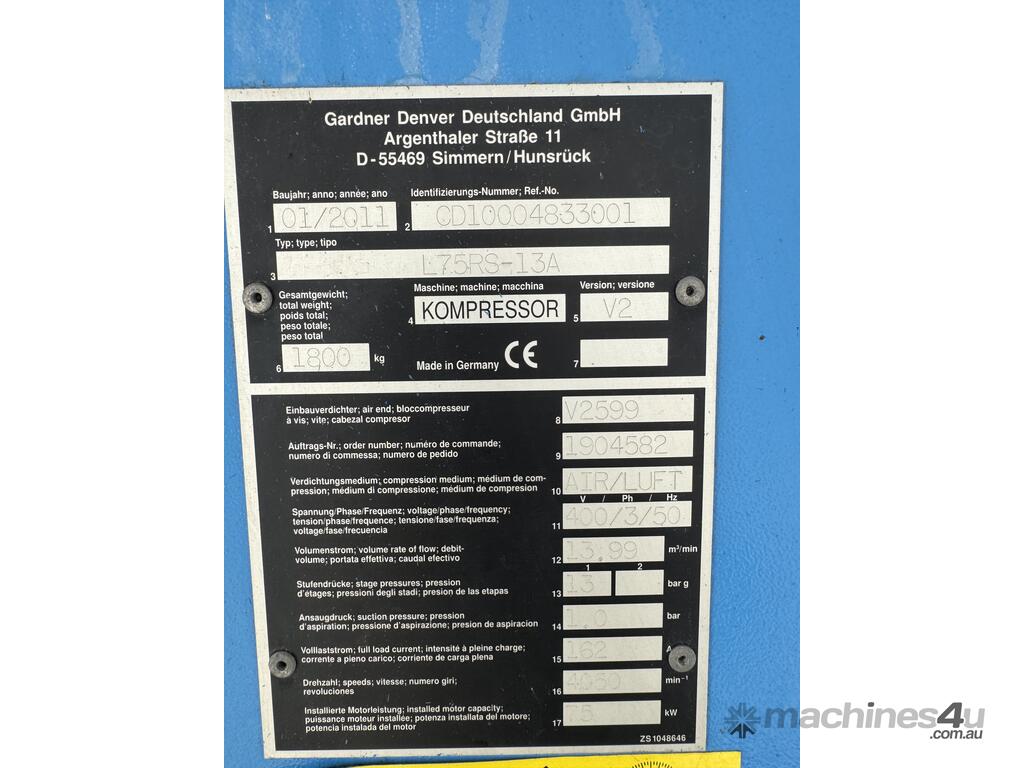 Gardner Denver Deutschland GmbH
Argenthaler Straße 11
D-55469 Simmern/Hunsrück
Baujahr; anno; année; ano
Identifizierungs-Nummer; Ref.-No.
1 01/2011
2 CD10004833001
Typ; type; tipo
3 L75RS-13A
Gesamtgewicht;
total weight;
poids total;
peso totale;
peso total
6 1800 kg
Maschine; machine; macchina
4 KOMPRESSOR
Version; versione
5 V2
Made in Germany CE
7
Einbauverdichter; air end; bloccompresseur
à vis; vite; cabezal compresor
8 V2599
Auftrags-Nr.; order number; numéro de commande;
numero di commessa; numero de pedido
9 1904582
Verdichtungsmedium; compression medium; médium de com-
pression; médium di compressione; médium de compresion
10 AIR/LUFT
V / Ph / Hz
Spannung/Phase/Frequenz; voltage/phase/frequency;
tension/phase/frequence; tensione/fase/frequenza;
voltage/fase/frecuencia
11 400/3/50
Volumenstrom; volume rate of flow; debit-
volume; portata effettiva; caudal efectivo
12 13.99 m³/min
1 2
Stufendrücke; stage pressures; pression
d'étages; pressioni degli stadi; presion de las etapas
13 13 bar g
Ansaugdruck; suction pressure; pression
d'aspiration; pressione d'aspirazione; presion de aspiracion
14 1.0 bar
Volllaststrom; full load current; intensité à pleine charge;
corrente a pieno carico; corriente de carga plena
15 162 A
Drehzahl; speeds; vitesse; numero giri;
revoluciones
16 min⁻¹
Installierte Motorleistung; installed motor capacity;
puissance moteur installée; potenza installata del motore;
potencia instalada del motor
17 75 kW
ZS1048646
machines4u
.com.au